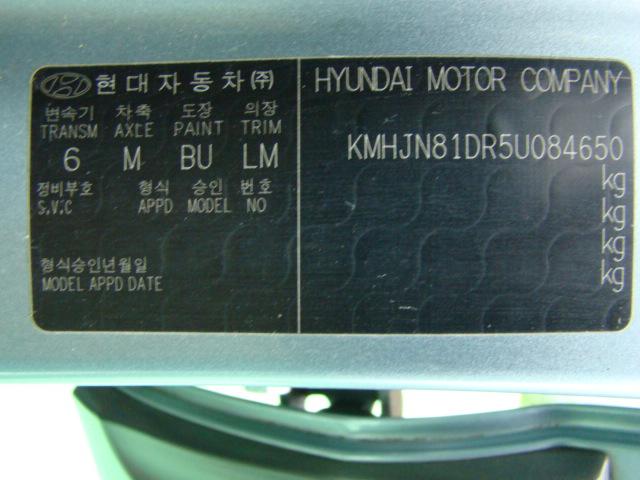 현대자동차㈜
변속기 차축 도장 의장
TRANSM AXLE PAINT TRIM
6 M BU LM
정비부호 형식 승인 번호
S.V.C APPD MODEL NO
형식승인년월일
MODEL APPD DATE
HYUNDAI MOTOR COMPANY
KMHJN81DR5U084650
kg
kg
kg
kg